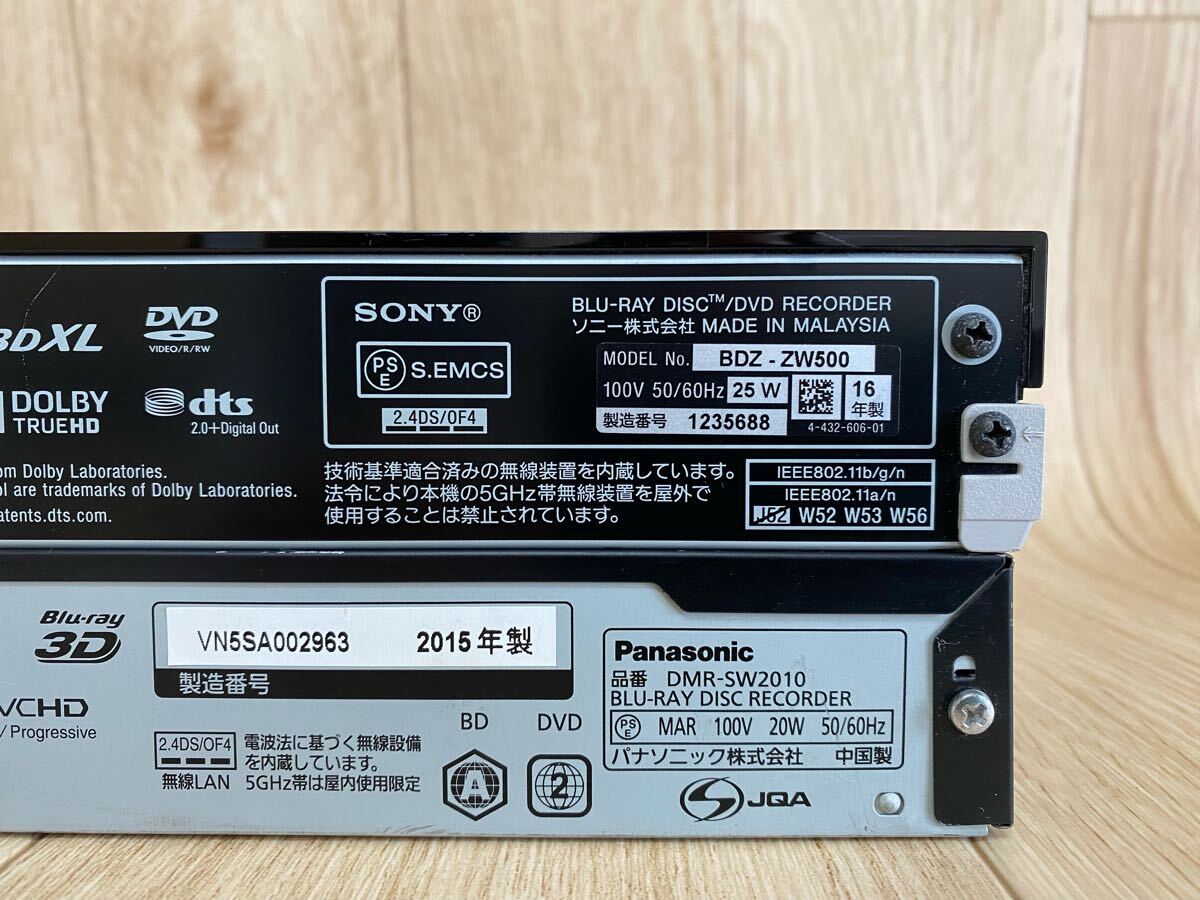 BDXL
DVD
VIDEO/R/RW
DOLBY
TRUEHD
dts
2.0+Digital Out
om Dolby Laboratories.
ol are trademarks of Dolby Laboratories.
atents.dts.com.
SONY®
BLU-RAY DISC™/DVD RECORDER
ソニー株式会社 MADE IN MALAYSIA
PSE S.EMCS
2.4DS/OF4
MODEL No. BDZ - ZW500
100V 50/60Hz 25 W
16年製
製造番号 1235688
4-432-606-01
技術基準適合済みの無線装置を内蔵しています。
法令により本機の5GHz帯無線装置を屋外で
使用することは禁止されています。
IEEE802.11b/g/n
IEEE802.11a/n
J52 W52 W53 W56
Blu-ray
3D
VCHD
/ Progressive
VN5SA002963 2015年製
製造番号
2.4DS/OF4
無線LAN
電波法に基づく無線設備
を内蔵しています。
5GHz帯は屋内使用限定
BD DVD
A 2
Panasonic
品番 DMR-SW2010
BLU-RAY DISC RECORDER
PSE MAR 100V 20W 50/60Hz
パナソニック株式会社 中国製
JQA